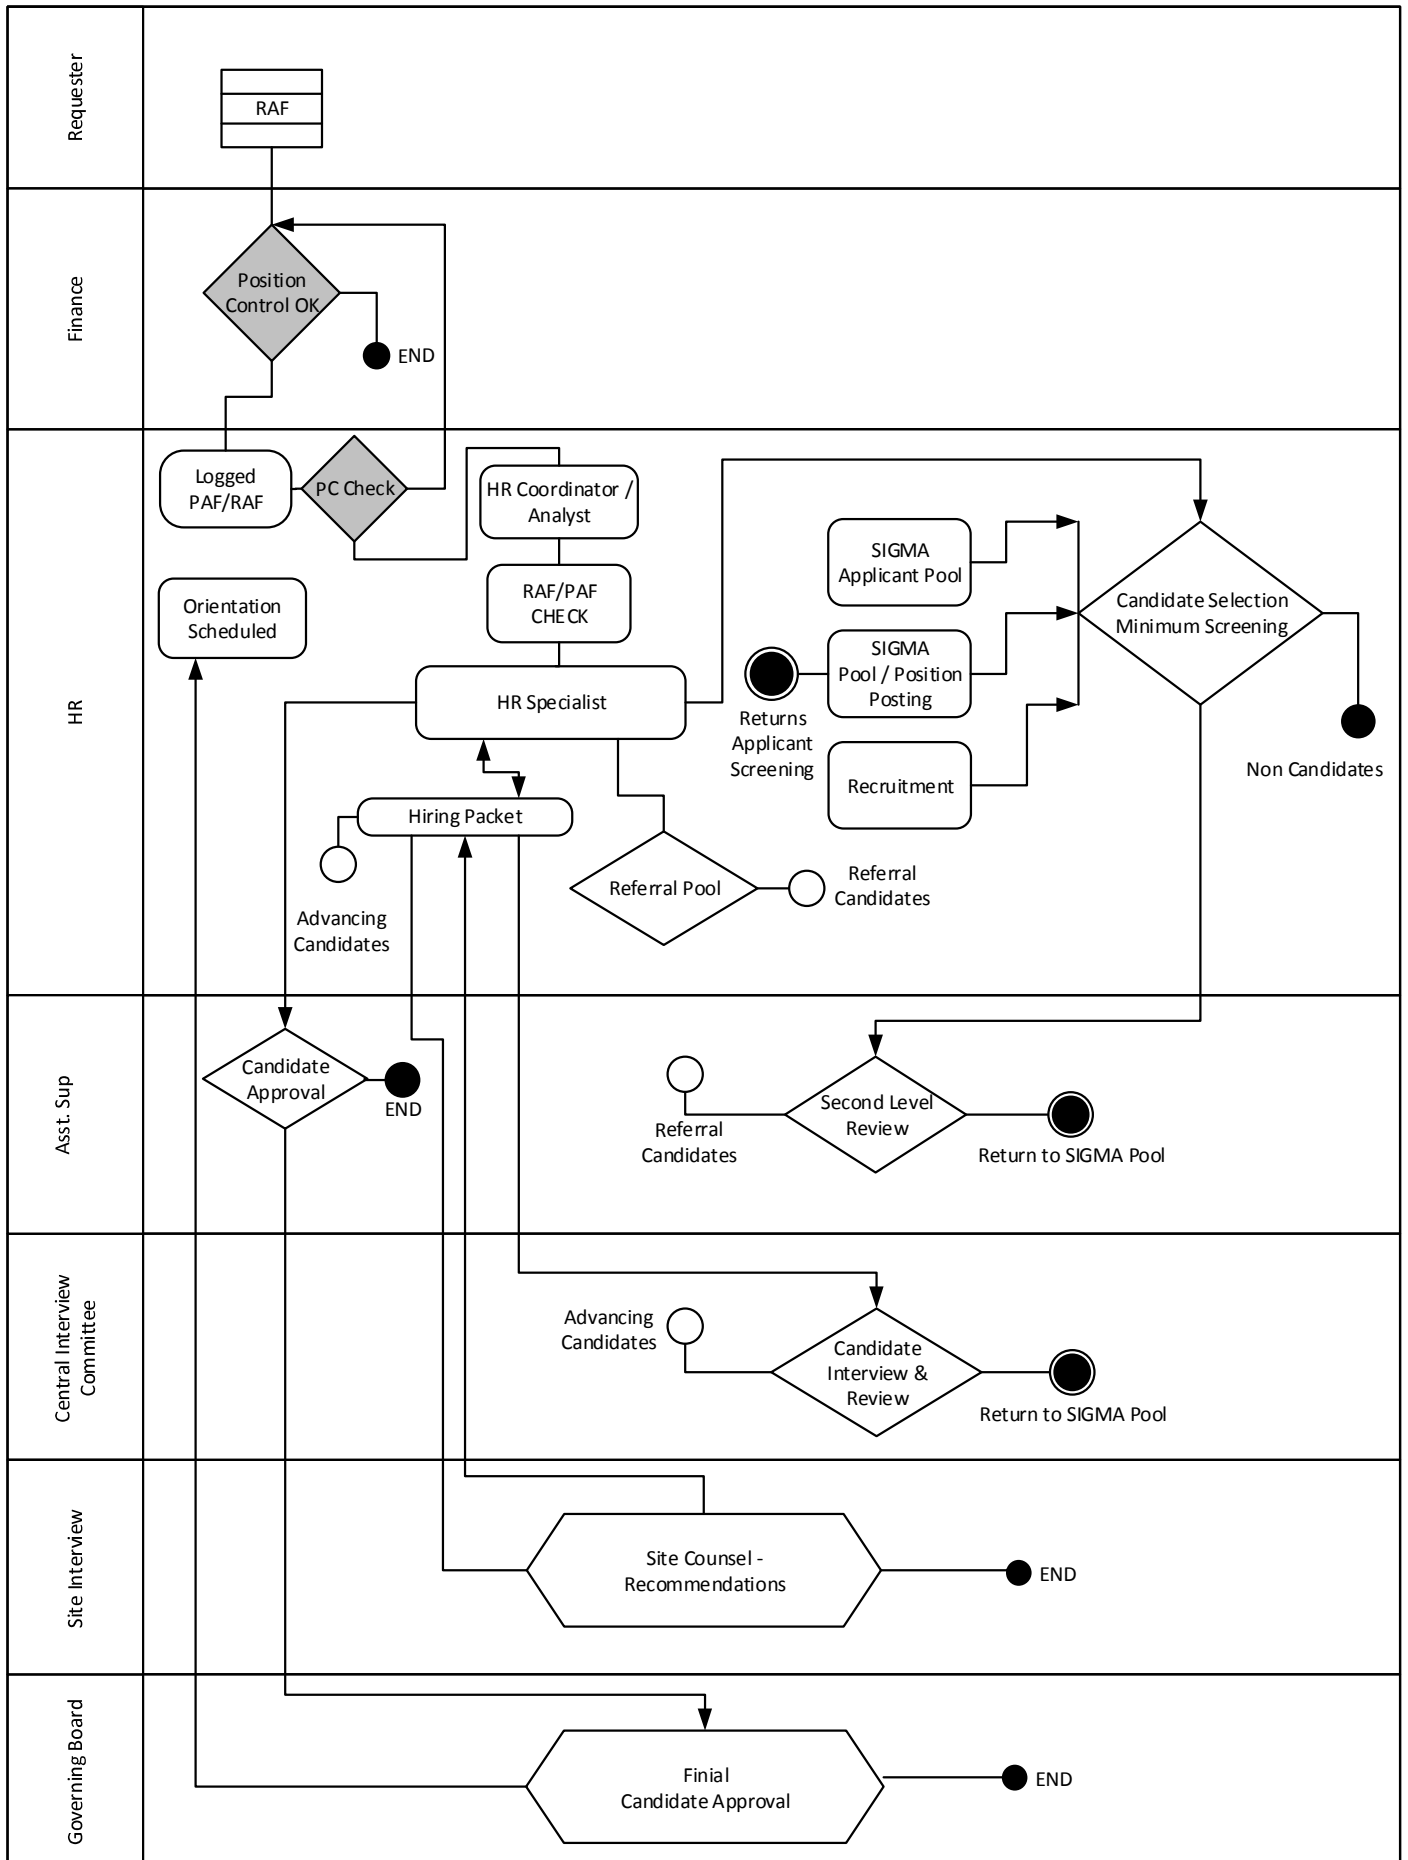 Requester
RAF
Finance
Position
Control OK
END
HR
Logged
PAF/RAF
PC Check
HR Coordinator /
Analyst
RAF/PAF
CHECK
Orientation
Scheduled
HR Specialist
Hiring Packet
Advancing
Candidates
Referral Pool
Referral
Candidates
SIGMA
Applicant Pool
SIGMA
Pool / Position
Posting
Returns
Applicant
Screening
Recruitment
Candidate Selection
Minimum Screening
Non Candidates
Asst. Sup
Candidate
Approval
END
Referral
Candidates
Second Level
Review
Return to SIGMA Pool
Central Interview
Committee
Advancing
Candidates
Candidate
Interview &
Review
Return to SIGMA Pool
Site Interview
Site Counsel -
Recommendations
END
Governing Board
Finial
Candidate Approval
END